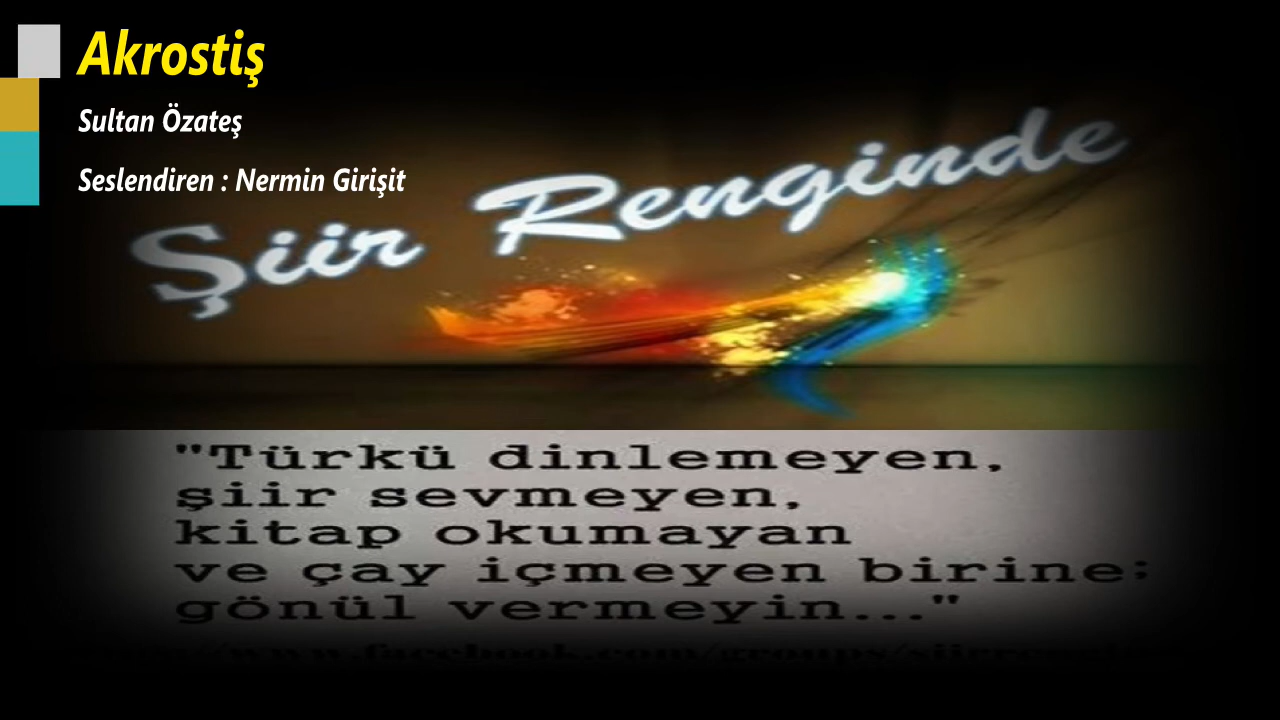 Akrostiş
Sultan Özateş
Seslendiren : Nermin Girişit
Şiir Renginde
"Türkü dinlemeyen,
şiir sevmeyen,
kitap okumayan
ve çay içmeyen birine;
gönül vermeyin..."